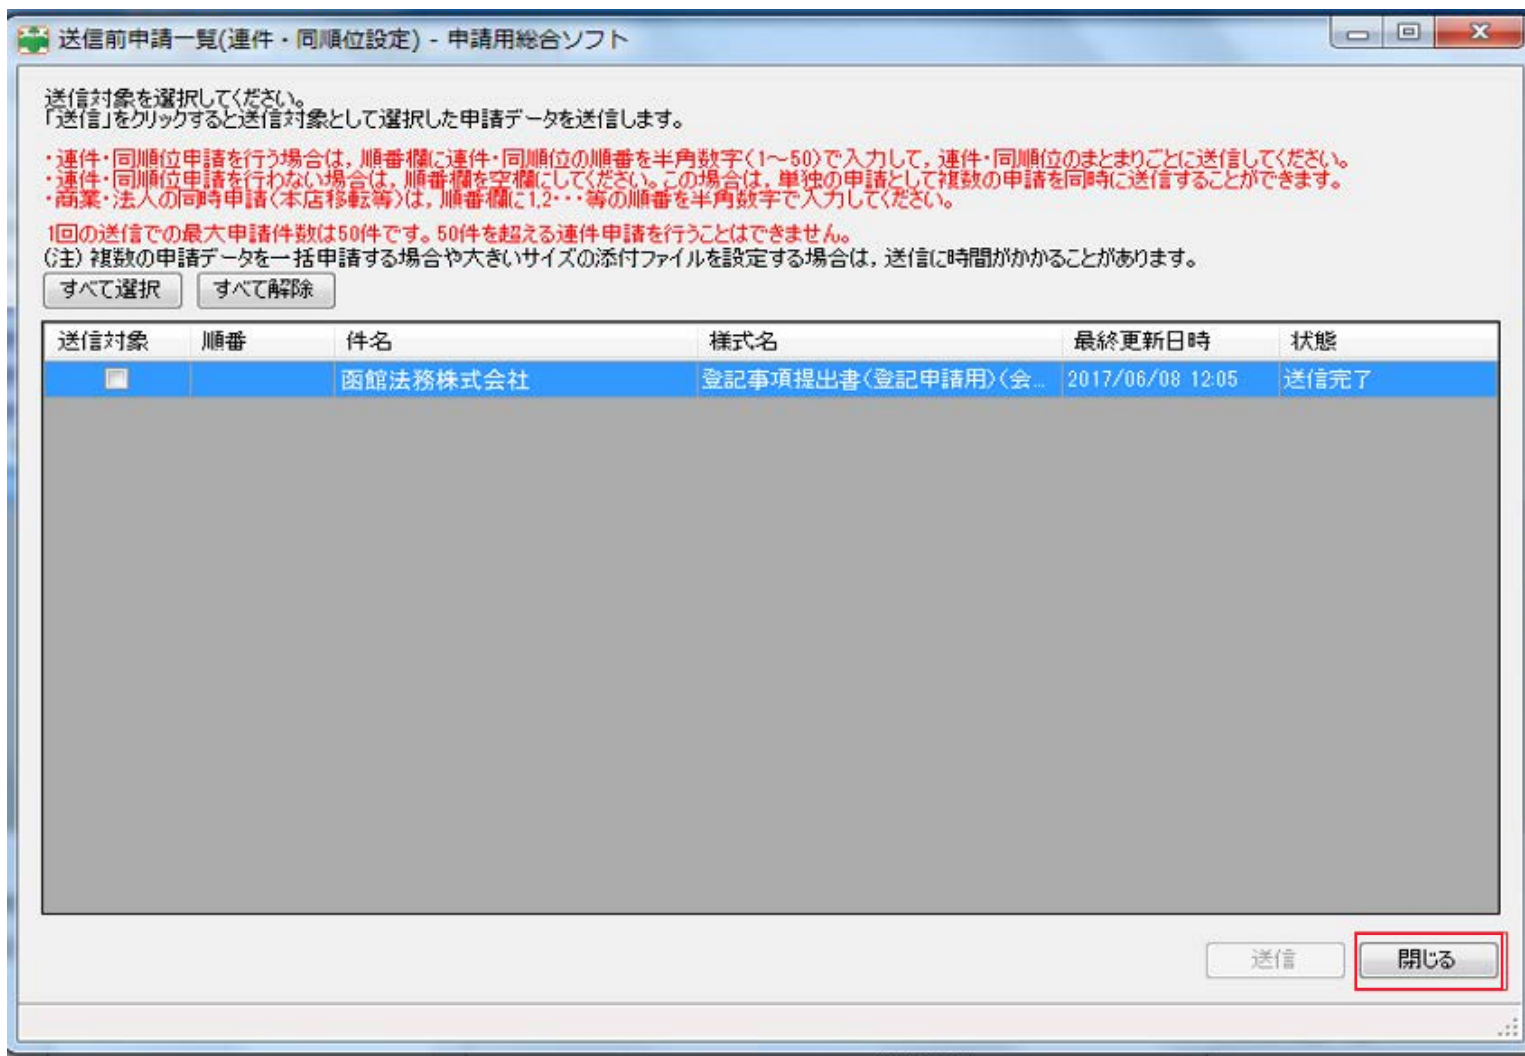 送信前申請一覧(連件・同順位設定) - 申請用総合ソフト
送信対象を選択してください。
「送信」をクリックすると送信対象として選択した申請データを送信します。
・連件・同順位申請を行う場合は，順番欄に連件・同順位の順番を半角数字(1～50)で入力して，連件・同順位のまとまりごとに送信してください。
・連件・同順位申請を行わない場合は，順番欄を空欄にしてください。この場合は，単独の申請として複数の申請を同時に送信することができます。
・商業・法人の同時申請(本店移転等)は，順番欄に1,2・・・等の順番を半角数字で入力してください。
1回の送信での最大申請件数は50件です。50件を超える連件申請を行うことはできません。
(注) 複数の申請データを一括申請する場合や大きいサイズの添付ファイルを設定する場合は，送信に時間がかかることがあります。
すべて選択 すべて解除
送信対象 順番 件名 様式名 最終更新日時 状態
函館法務株式会社 登記事項提出書(登記申請用)(会... 2017/06/08 12:05 送信完了
送信 閉じる